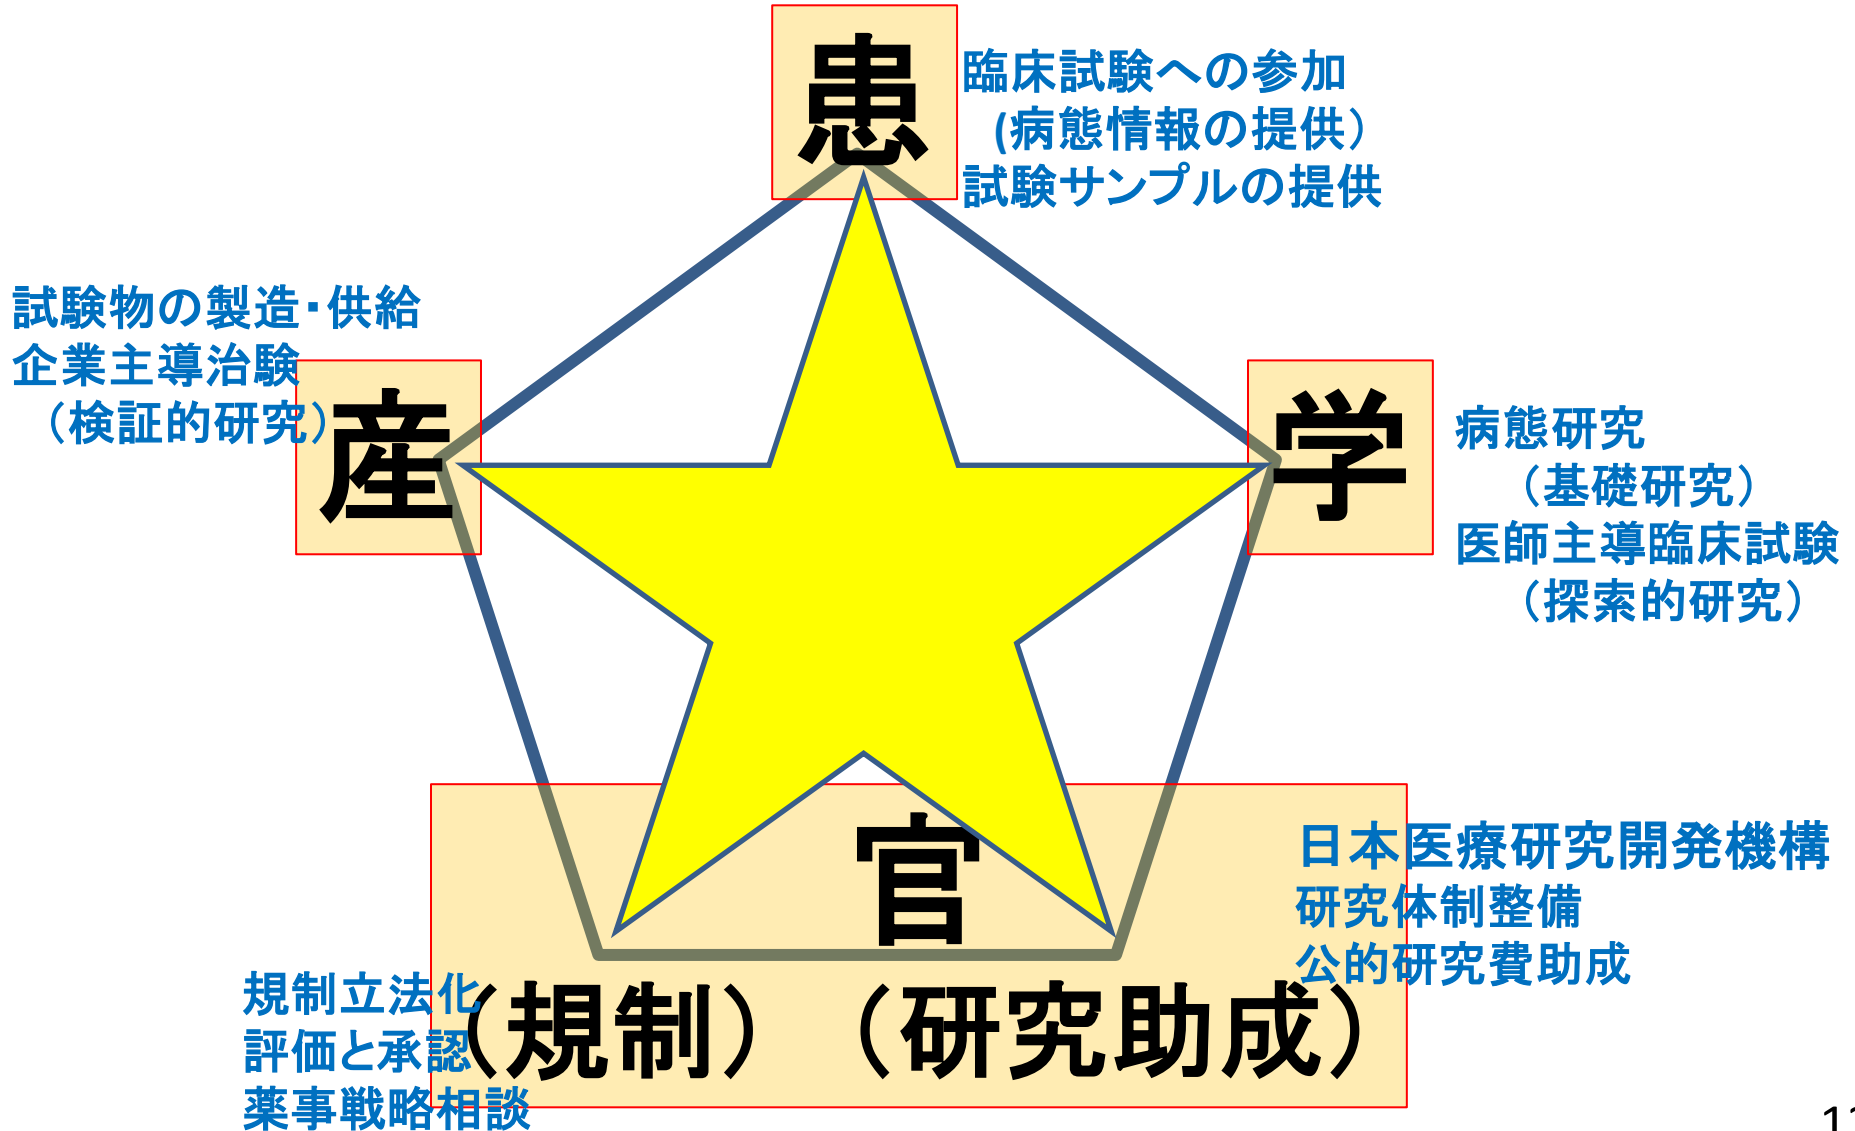 患
臨床試験への参加
(病態情報の提供）
試験サンプルの提供
試験物の製造・供給
企業主導治験
（検証的研究）
産
学
病態研究
（基礎研究）
医師主導臨床試験
（探索的研究）
官
（規制）（研究助成）
日本医療研究開発機構
研究体制整備
公的研究費助成
規制立法化
評価と承認
薬事戦略相談